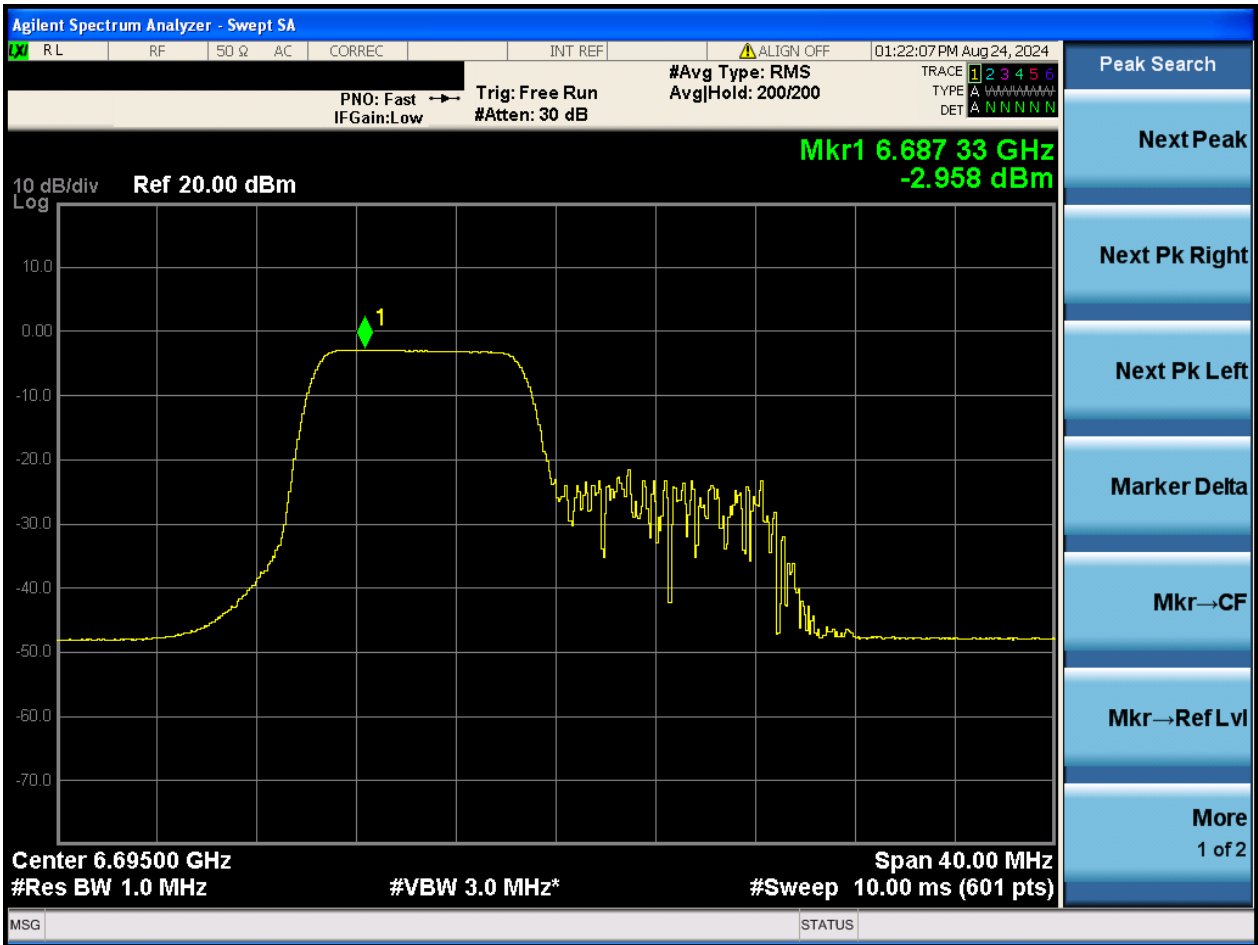 Agilent Spectrum Analyzer - Swept SA
LXI RL RF 50 Ω AC CORREC INT REF ALIGN OFF 01:22:07 PM Aug 24, 2024
Peak Search
#Avg Type: RMS
TRACE 1 2 3 4 5 6
PNO: Fast Trig: Free Run Avg|Hold: 200/200
TYPE A WWWWWW
IFGain:Low #Atten: 30 dB
DET A N N N N N
Mkr1 6.687 33 GHz
-2.958 dBm
10 dB/div Ref 20.00 dBm
Log
10.0
0.00
-10.0
-20.0
-30.0
-40.0
-50.0
-60.0
-70.0
1
Center 6.69500 GHz
Span 40.00 MHz
#Res BW 1.0 MHz
#VBW 3.0 MHz*
#Sweep 10.00 ms (601 pts)
Next Peak
Next Pk Right
Next Pk Left
Marker Delta
Mkr→CF
Mkr→Ref Lvl
More
1 of 2
MSG
STATUS